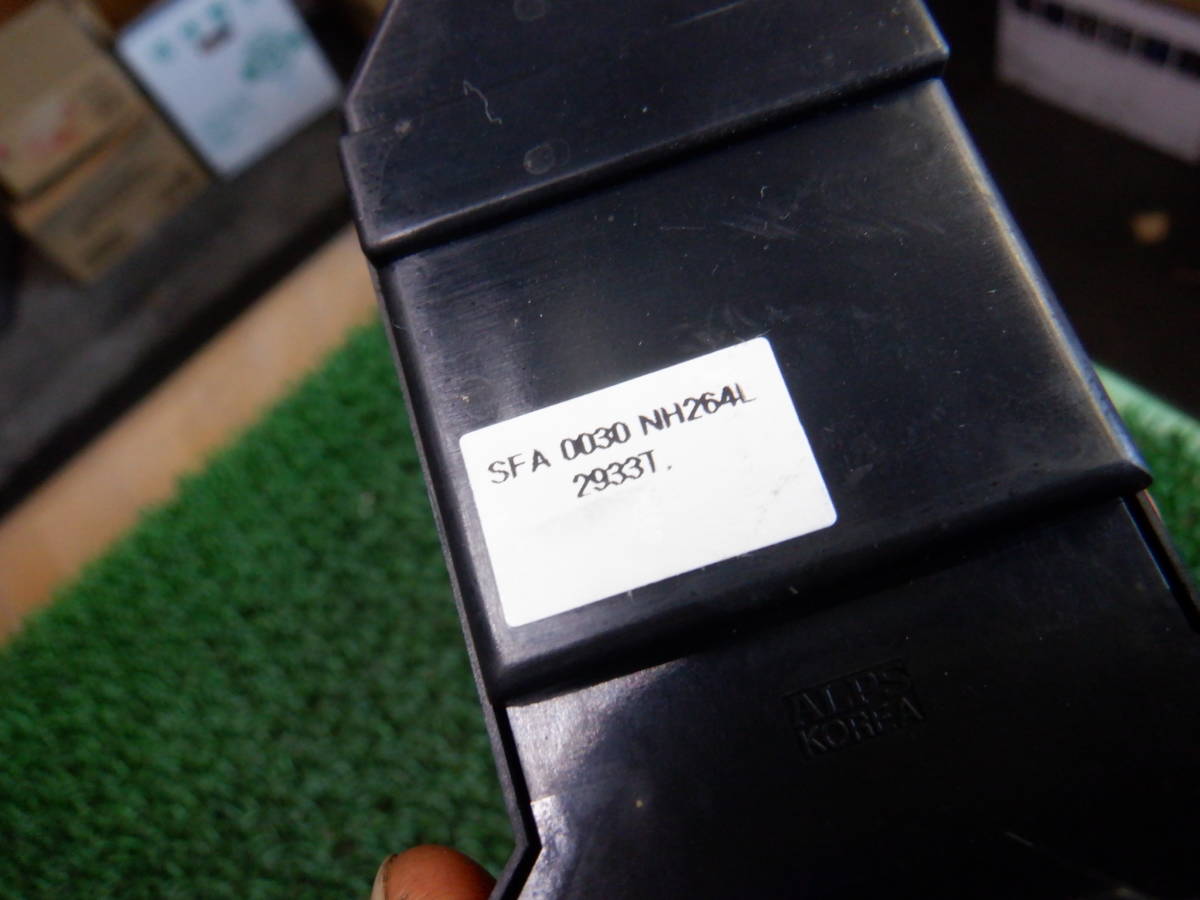 SFA 0030 NH264L
2933T.
ALPS
KOREA